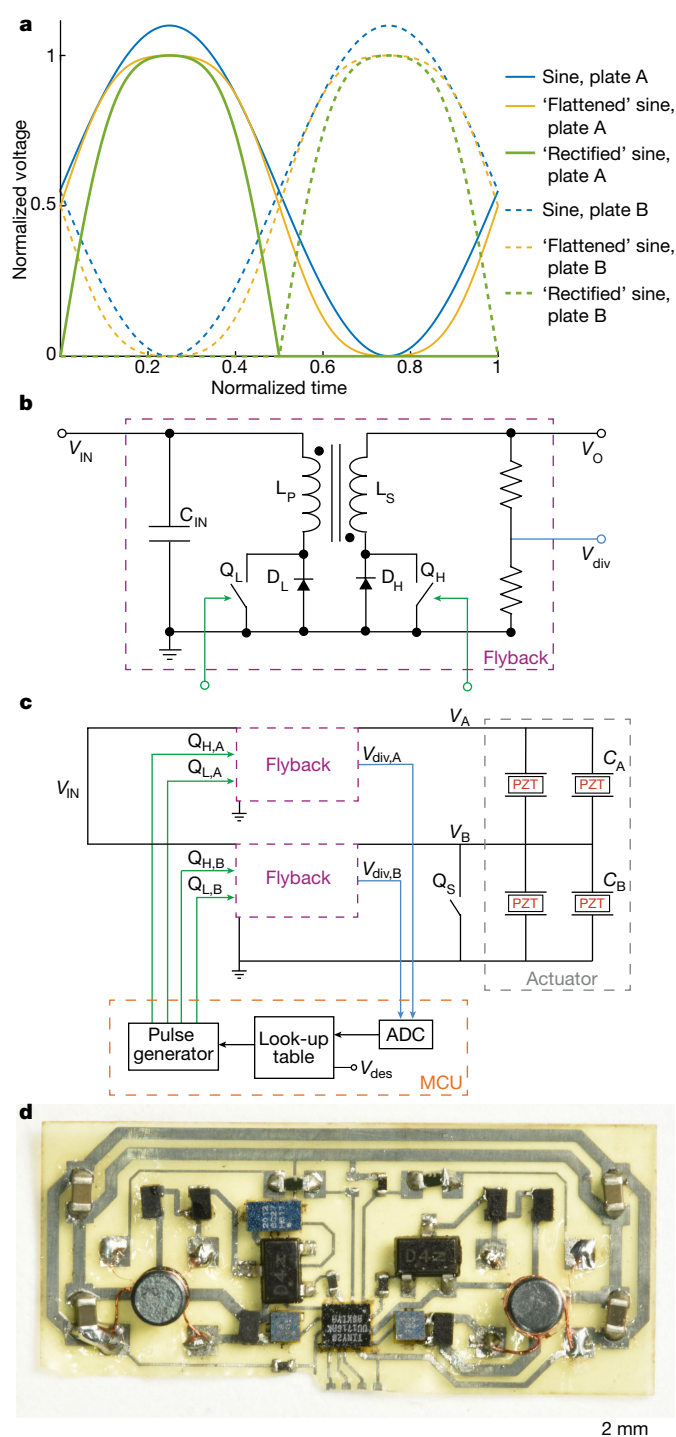 a
1
0.5
0
0.2
0.4
0.6
0.8
1
Normalized voltage
Normalized time
Sine, plate A
‘Flattened’ sine,
plate A
‘Rectified’ sine,
plate A
Sine, plate B
‘Flattened’ sine,
plate B
‘Rectified’ sine,
plate B
b
VIN
CIN
LP
LS
VO
Vdiv
QL
DL
DH
QH
Flyback
c
VIN
QH,A
QL,A
Flyback
Vdiv,A
VA
PZT
PZT
CA
QH,B
QL,B
Flyback
Vdiv,B
VB
QS
PZT
PZT
CB
Actuator
Pulse
generator
Look-up
table
ADC
Vdes
MCU
d
D4z
D4z
2 mm